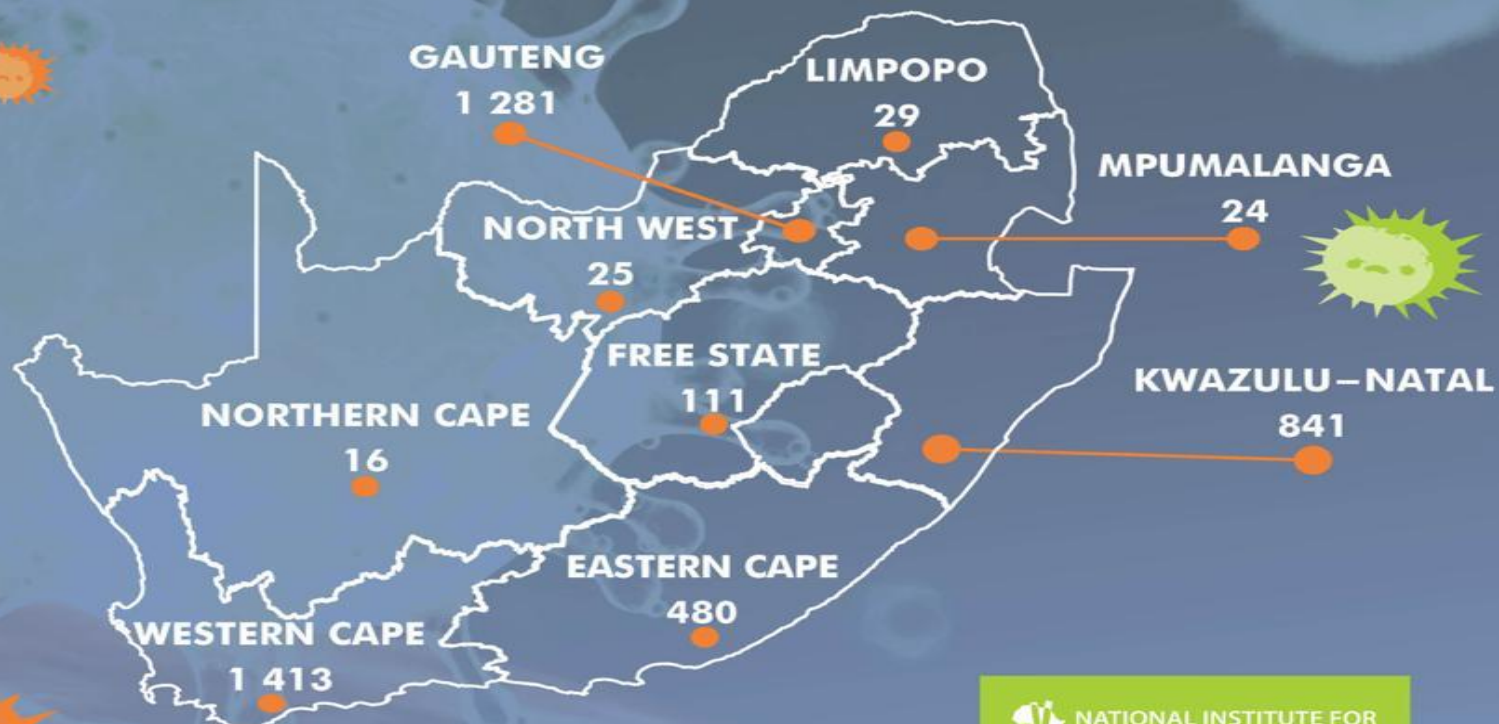 GAUTENG
1 281
LIMPOPO
29
MPUMALANGA
24
NORTH WEST
25
FREE STATE
111
KWAZULU–NATAL
841
NORTHERN CAPE
16
EASTERN CAPE
480
WESTERN CAPE
1 413
NATIONAL INSTITUTE FOR